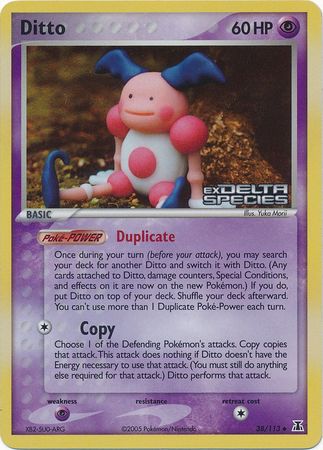 Ditto
60 HP
EX DELTA
SPECIES
BASIC
Illus. Yuka Morii
Poké-POWER Duplicate
Once during your turn (before your attack), you may search
your deck for another Ditto and switch it with Ditto. (Any
cards attached to Ditto, damage counters, Special Conditions,
and effects on it are now on the new Pokémon.) If you do,
put Ditto on top of your deck. Shuffle your deck afterward.
You can't use more than 1 Duplicate Poké-Power each turn.
Copy
Choose 1 of the Defending Pokémon's attacks. Copy copies
that attack. This attack does nothing if Ditto doesn't have the
Energy necessary to use that attack. (You must still do anything
else required for that attack.) Ditto performs that attack.
weakness resistance retreat cost
XB2-5U0-ARG ©2005 Pokémon/Nintendo 38/113